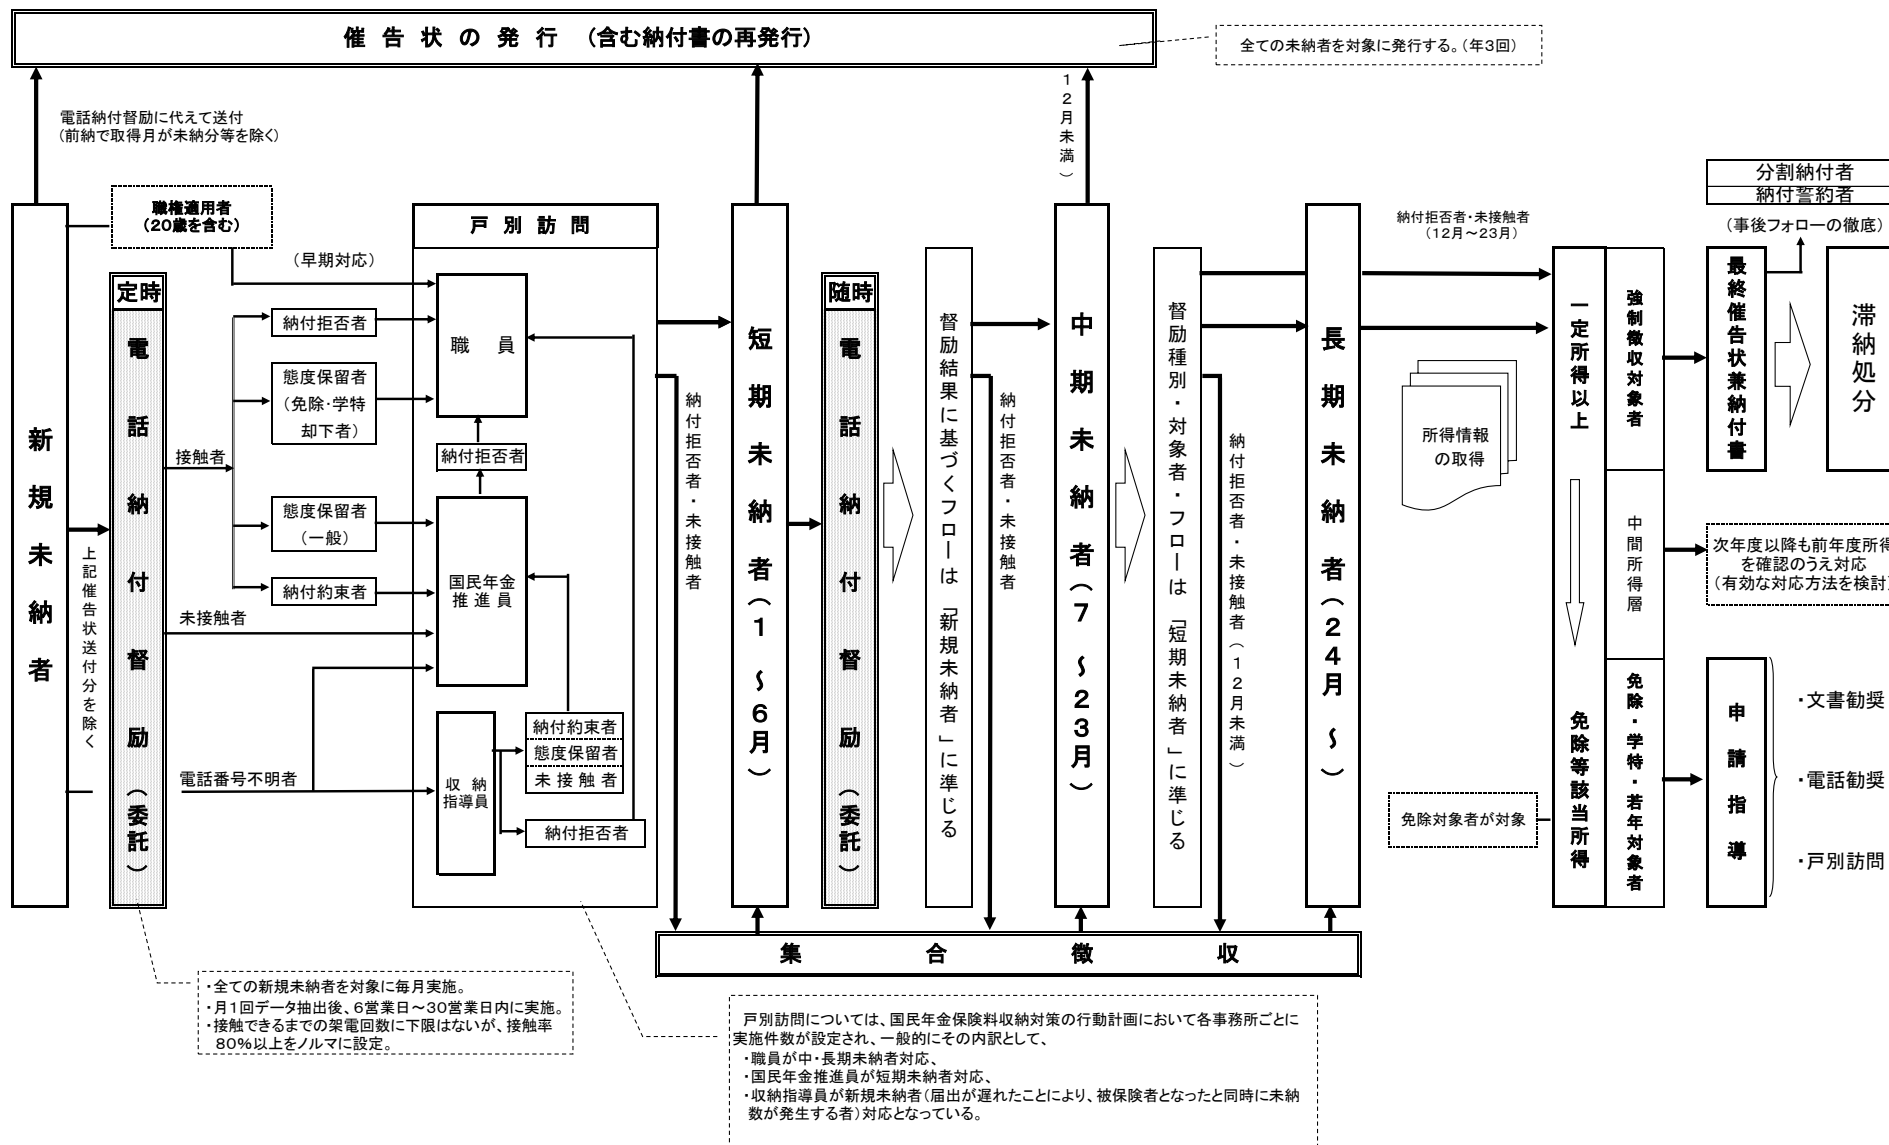 催告状の発行 (含む納付書の再発行)
全ての未納者を対象に発行する。(年3回)
電話納付督励に代えて送付
(前納で取得月が未納分等を除く)
12月未満)
新規未納者
職権適用者
(20歳を含む)
上記催告状送付分を除く
定時
電話納付督励(委託)
接触者
未接触者
電話番号不明者
(早期対応)
納付拒否者
態度保留者
(免除・学特
却下者)
態度保留者
(一般)
納付約束者
戸別訪問
職員
納付拒否者
国民年金
推進員
収納
指導員
納付約束者
態度保留者
未接触者
納付拒否者
納付拒否者・未接触者
短期未納者(1~6月)
随時
電話納付督励(委託)
督励結果に基づくフローは「新規未納者」に準じる
納付拒否者・未接触者
中期未納者(7~23月)
督励種別・対象者・フローは「短期未納者」に準じる
納付拒否者・未接触者(12月未満)
長期未納者(24月~)
集合徴収
納付拒否者・未接触者
(12月~23月)
所得情報
の取得
免除対象者が対象
一定所得以上
免除等該当所得
強制徴収対象者
中間所得層
免除・学特・若年対象者
分割納付者
納付誓約者
(事後フォローの徹底)
最終催告状兼納付書
滞納処分
次年度以降も前年度所得
を確認のうえ対応
(有効な対応方法を検討)
申請指導
・文書勧奨
・電話勧奨
・戸別訪問
・全ての新規未納者を対象に毎月実施。
・月1回データ抽出後、6営業日~30営業日内に実施。
・接触できるまでの架電回数に下限はないが、接触率
80%以上をノルマに設定。
戸別訪問については、国民年金保険料収納対策の行動計画において各事務所ごとに
実施件数が設定され、一般的にその内訳として、
・職員が中・長期未納者対応、
・国民年金推進員が短期未納者対応、
・収納指導員が新規未納者(届出が遅れたことにより、被保険者となったと同時に未納
数が発生する者)対応となっている。